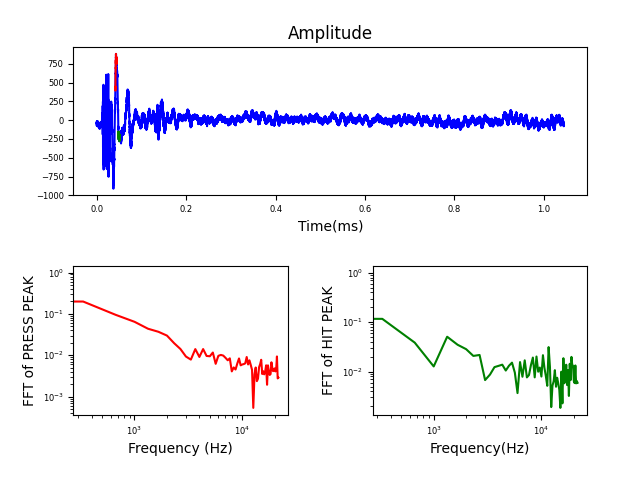 Amplitude
750
500
250
0
−250
−500
−750
−1000
0.0 0.2 0.4 0.6 0.8 1.0
Time(ms)
FFT of PRESS PEAK
10⁰
10⁻¹
10⁻²
10⁻³
10³ 10⁴
Frequency (Hz)
FFT of HIT PEAK
10⁰
10⁻¹
10⁻²
10³ 10⁴
Frequency(Hz)